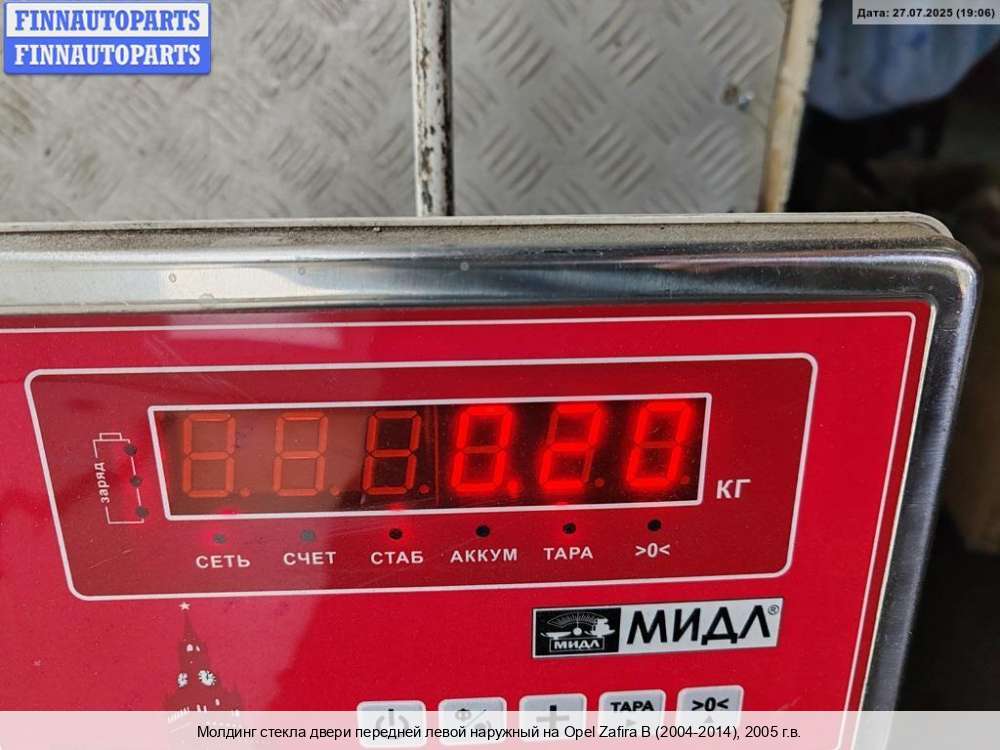 FINNAUTOPARTS
FINNAUTOPARTS
Дата: 27.07.2025 (19:06)
0.20
КГ
заряд
СЕТЬ СЧЕТ СТАБ АККУМ ТАРА >0<
МИДЛ МИДЛ®
ТАРА >0<
Молдинг стекла двери передней левой наружный на Opel Zafira B (2004-2014), 2005 г.в.